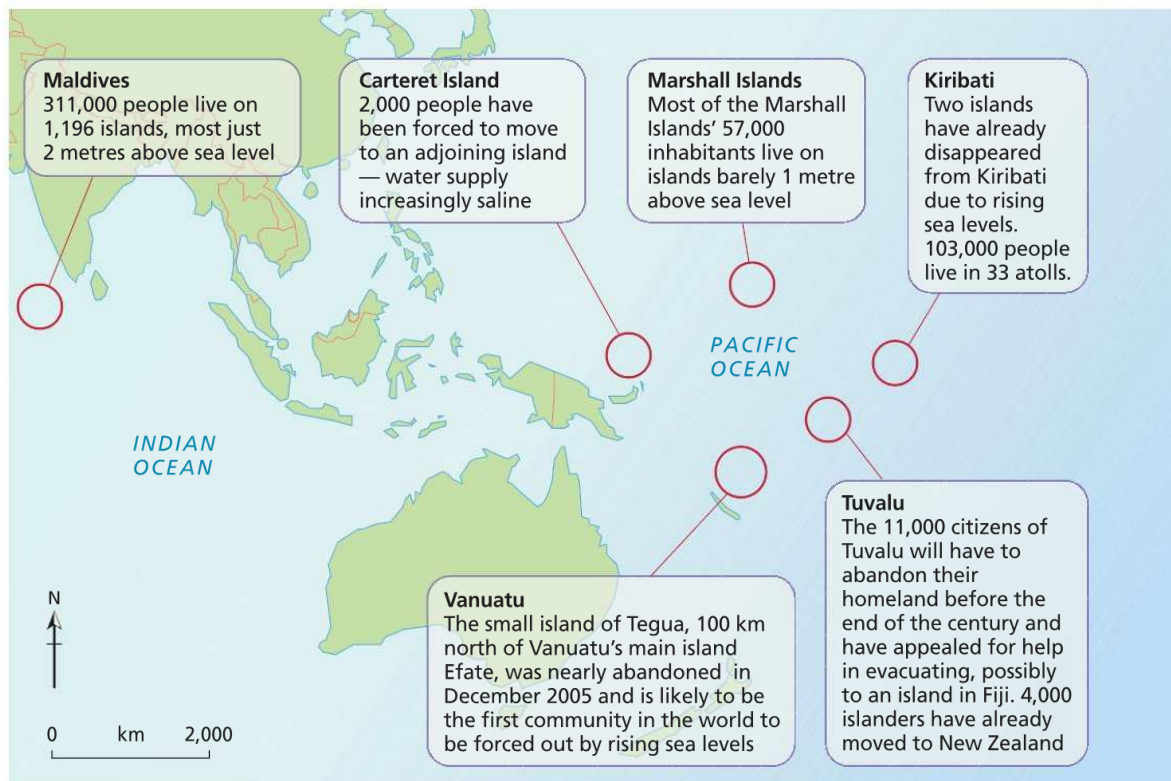 Maldives
311,000 people live on
1,196 islands, most just
2 metres above sea level
Carteret Island
2,000 people have
been forced to move
to an adjoining island
— water supply
increasingly saline
Marshall Islands
Most of the Marshall
Islands’ 57,000
inhabitants live on
islands barely 1 metre
above sea level
Kiribati
Two islands
have already
disappeared
from Kiribati
due to rising
sea levels.
103,000 people
live in 33 atolls.
PACIFIC
OCEAN
INDIAN
OCEAN
Tuvalu
The 11,000 citizens of
Tuvalu will have to
abandon their
homeland before the
end of the century and
have appealed for help
in evacuating, possibly
to an island in Fiji. 4,000
islanders have already
moved to New Zealand
Vanuatu
The small island of Tegua, 100 km
north of Vanuatu’s main island
Efate, was nearly abandoned in
December 2005 and is likely to be
the first community in the world to
be forced out by rising sea levels
N
0 km 2,000